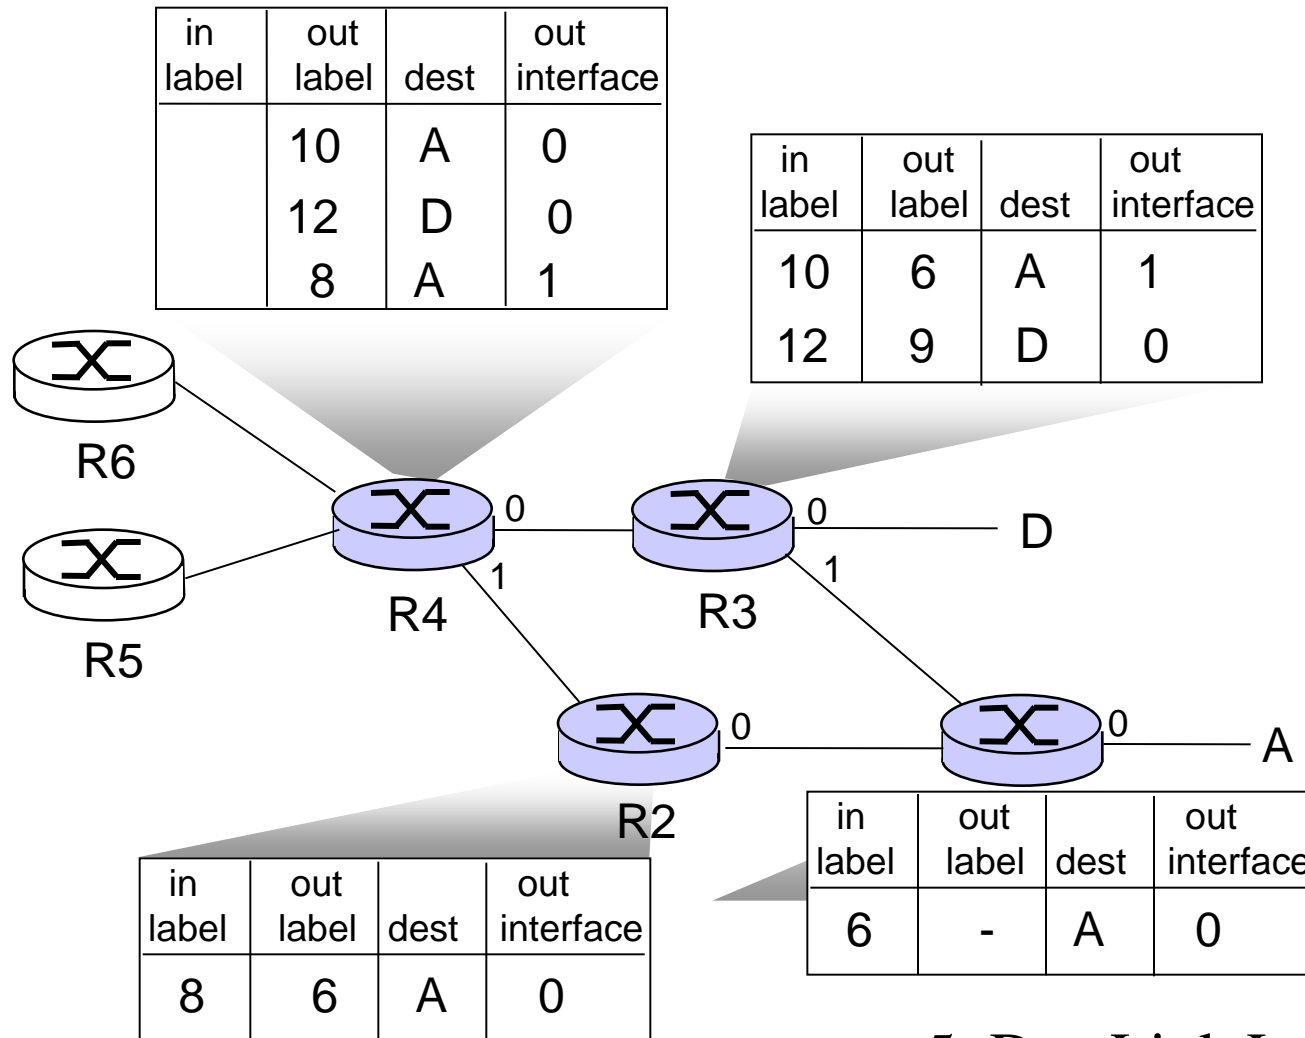 in out out
label label dest interface
10 A 0
12 D 0
8 A 1
in out out
label label dest interface
10 6 A 1
12 9 D 0
R6
0
0
D
1
1
R4
R3
R5
0
0
A
R2
in out out
label label dest interface
6 - A 0
in out out
label label dest interface
8 6 A 0